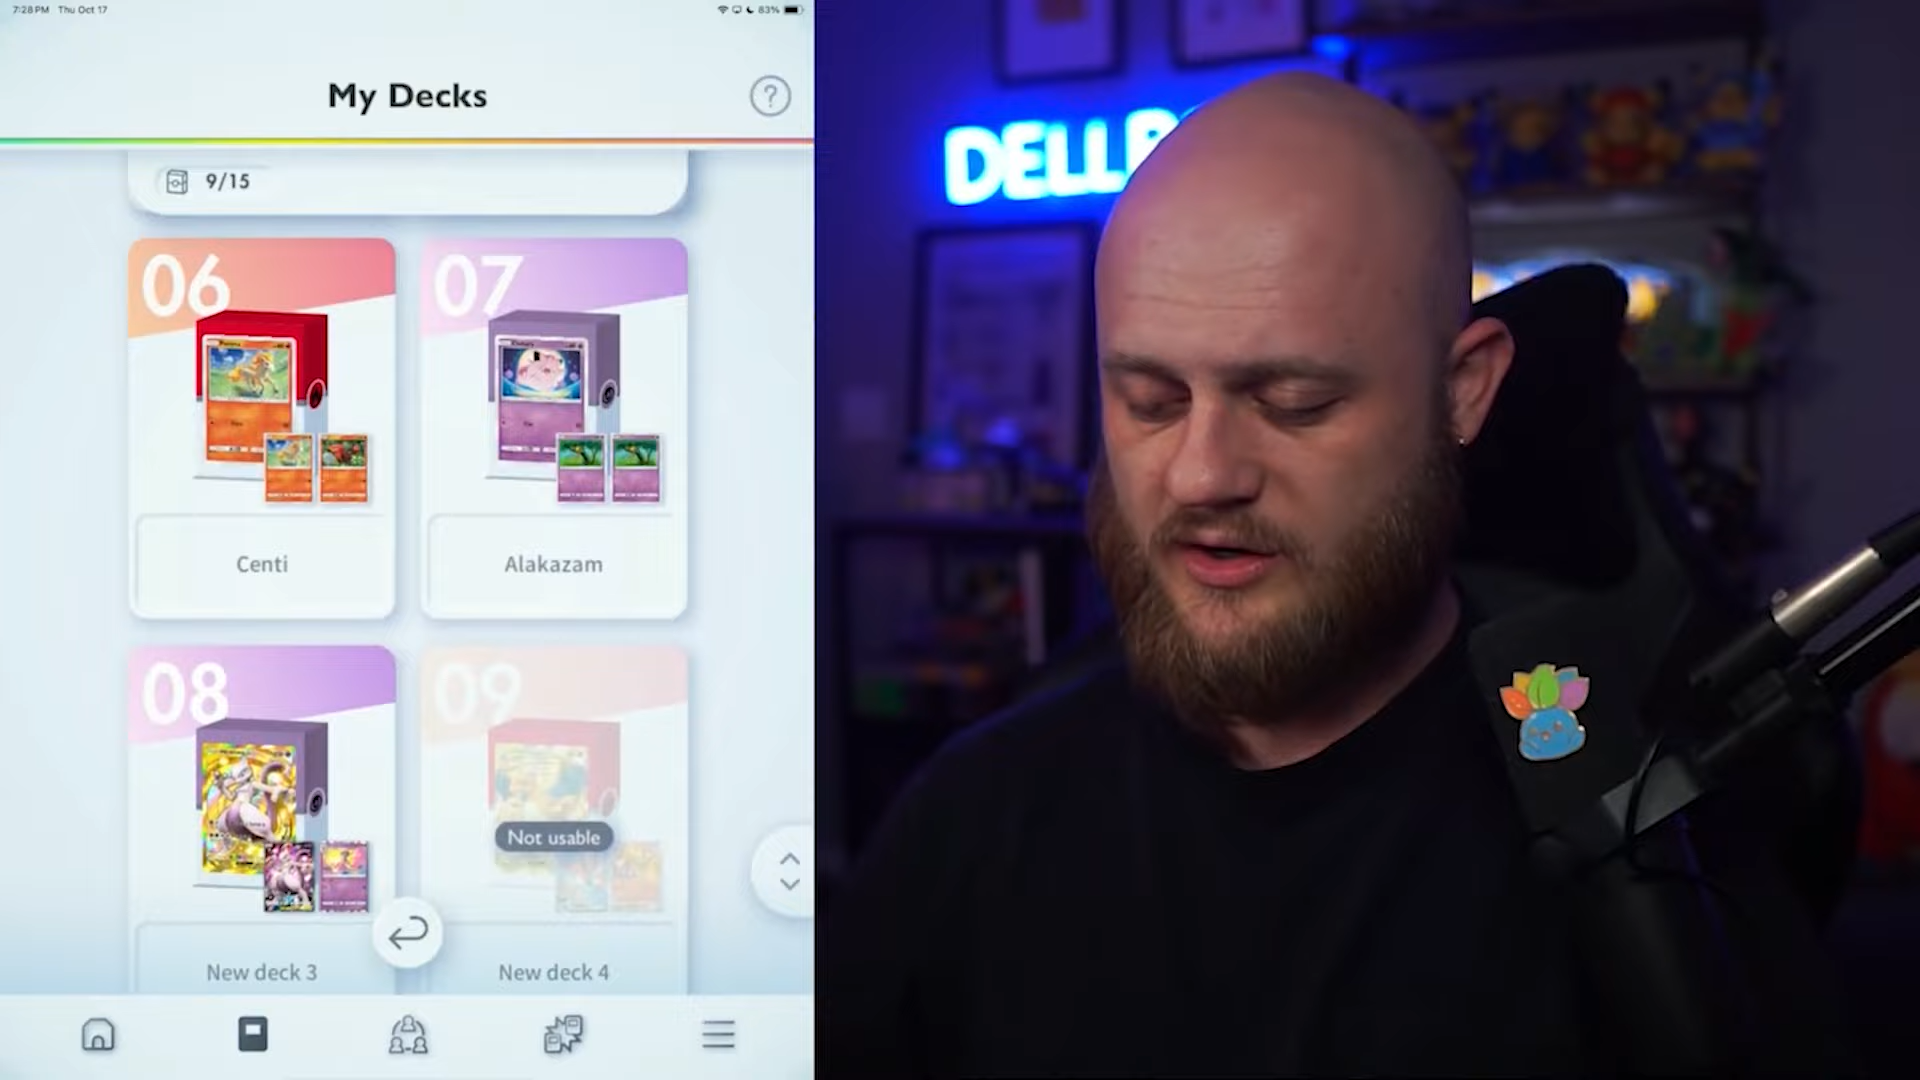 7:28 PM Thu Oct 17
83%
My Decks
?
9/15
06
07
Centi
Alakazam
08
09
Not usable
New deck 3
New deck 4
DELL